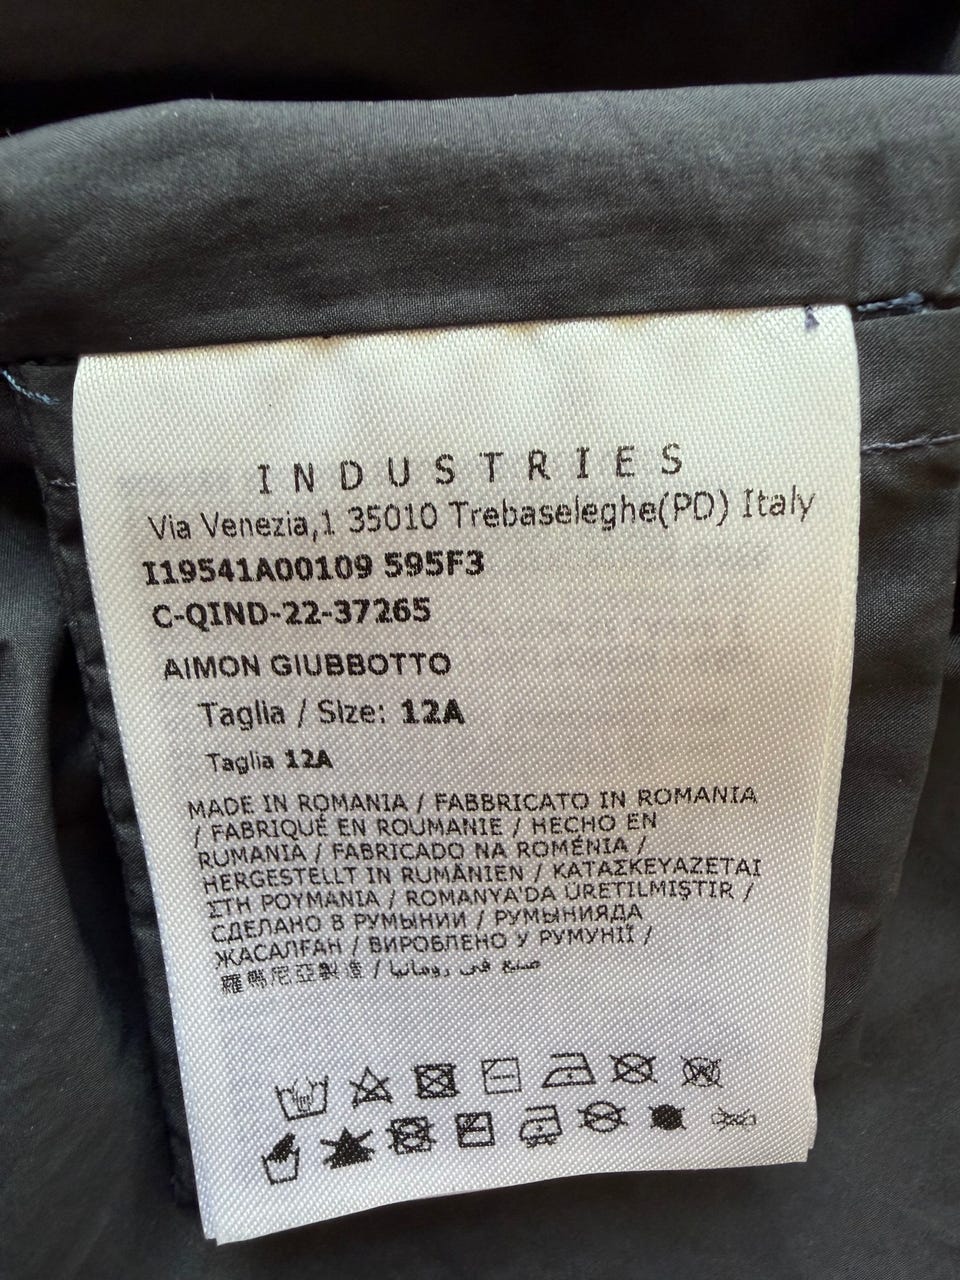 INDUSTRIES
Via Venezia,1 35010 Trebaseleghe(PD) Italy
I19541A00109 595F3
C-QIND-22-37265
AIMON GIUBBOTTO
Taglia / Size: 12A
Taglia 12A
MADE IN ROMANIA / FABBRICATO IN ROMANIA
/ FABRIQUÉ EN ROUMANIE / HECHO EN
RUMANIA / FABRICADO NA ROMÉNIA /
HERGESTELLT IN RUMÄNIEN / ΚΑΤΑΣΚΕΥΑΖΕΤΑΙ
ΣΤΗ ΡΟΥΜΑΝΙΑ / ROMANYA'DA ÜRETILMIŞTIR /
СДЕЛАНО В РУМЫНИИ / РУМЫНИЯДА
ЖАСАЛҒАН / ВИРОБЛЕНО У РУМУНІЇ /
羅馬尼亞製造 / صنع في رومانيا